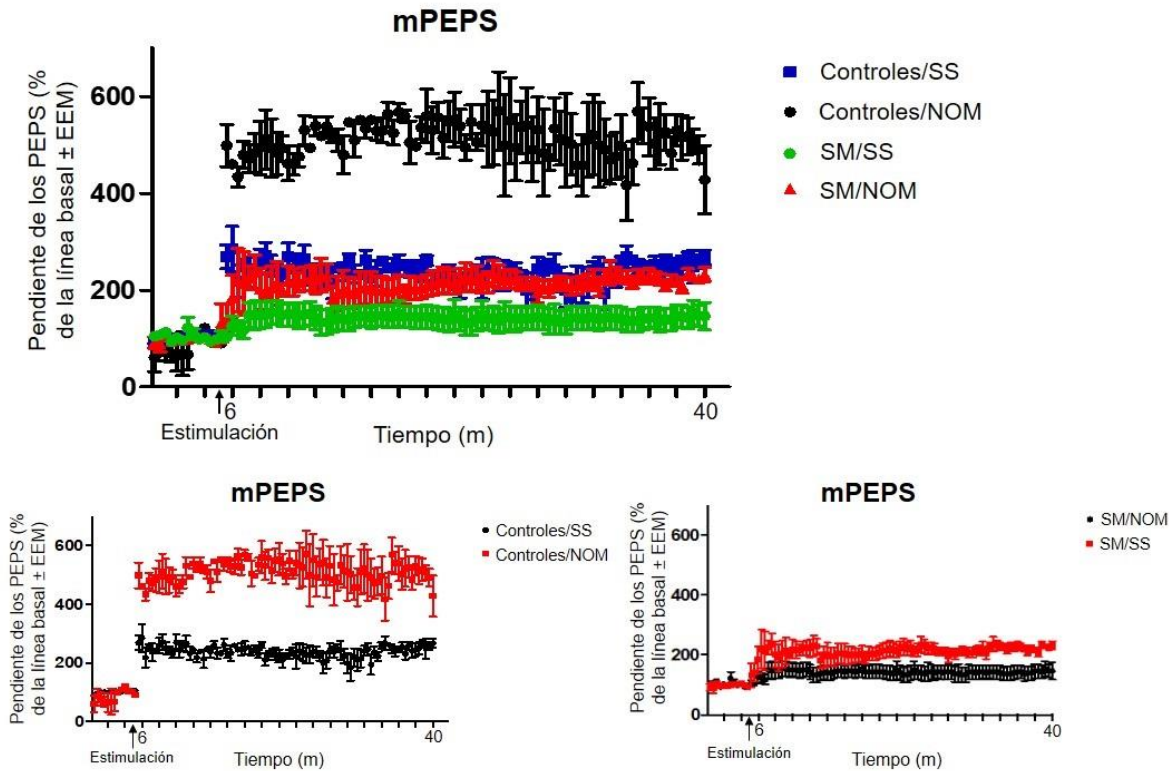 mPEPS
Pendiente de los PEPS (%
de la línea basal ± EEM)
600
400
200
0
6
40
Estimulación
Tiempo (m)
Controles/SS
Controles/NOM
SM/SS
SM/NOM
mPEPS
Pendiente de los PEPS (%
de la línea basal ± EEM)
600
400
200
0
6
40
Estimulación
Tiempo (m)
Controles/SS
Controles/NOM
mPEPS
Pendiente de los PEPS (%
de la línea basal ± EEM)
600
400
200
0
6
40
Estimulación
Tiempo (m)
SM/NOM
SM/SS